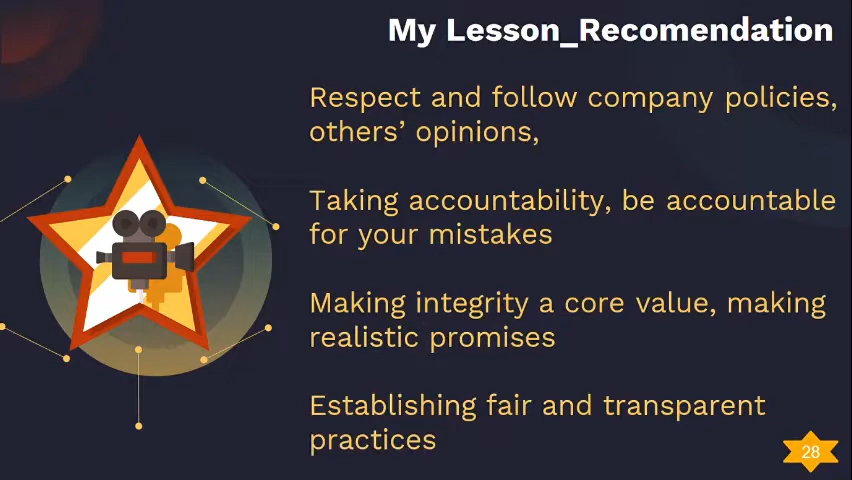 My Lesson_Recomendation
Respect and follow company policies,
others’ opinions,
Taking accountability, be accountable
for your mistakes
Making integrity a core value, making
realistic promises
Establishing fair and transparent
practices
28